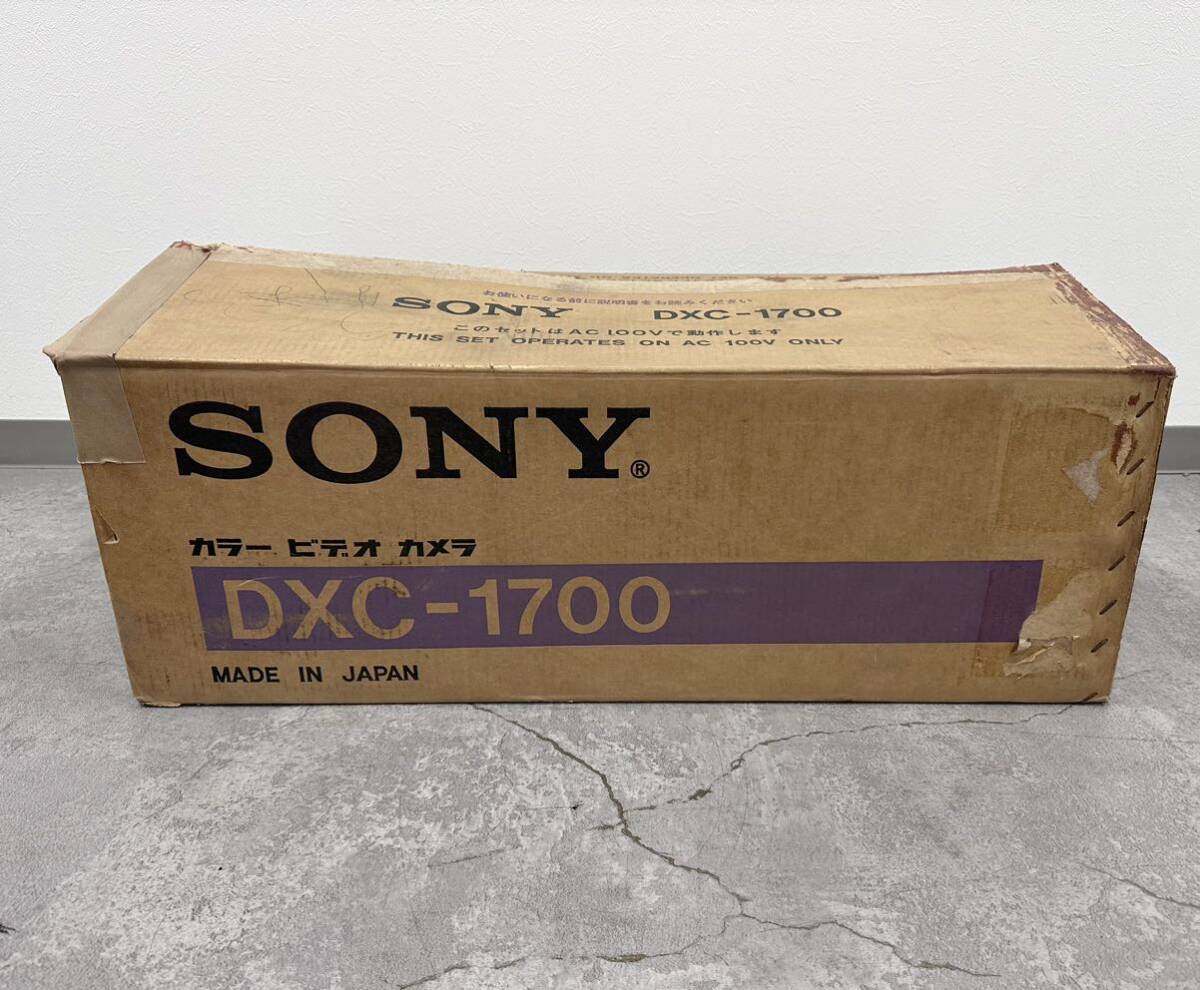 お使いになる前に説明書をお読みください
SONY DXC-1700
このセットはAC 100Vで動作します
THIS SET OPERATES ON AC 100V ONLY
SONY®
カラー ビデオ カメラ
DXC-1700
MADE IN JAPAN